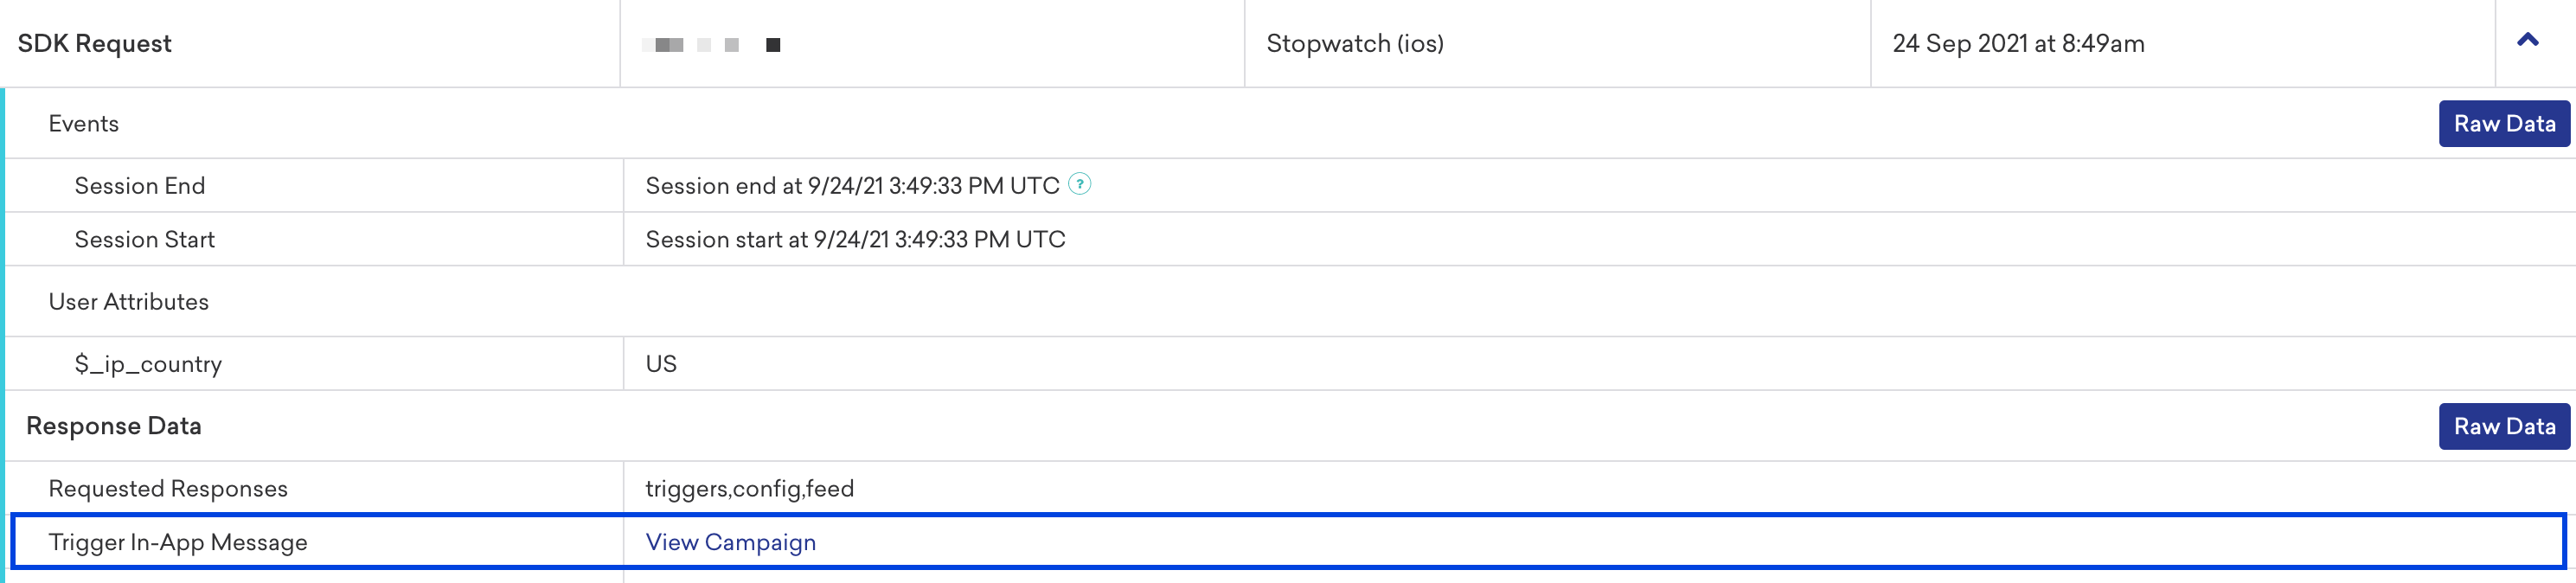 SDK Request Stopwatch (ios) 24 Sep 2021 at 8:49am
Events Raw Data
Session End Session end at 9/24/21 3:49:33 PM UTC ?
Session Start Session start at 9/24/21 3:49:33 PM UTC
User Attributes
$_ip_country US
Response Data Raw Data
Requested Responses triggers,config,feed
Trigger In-App Message View Campaign